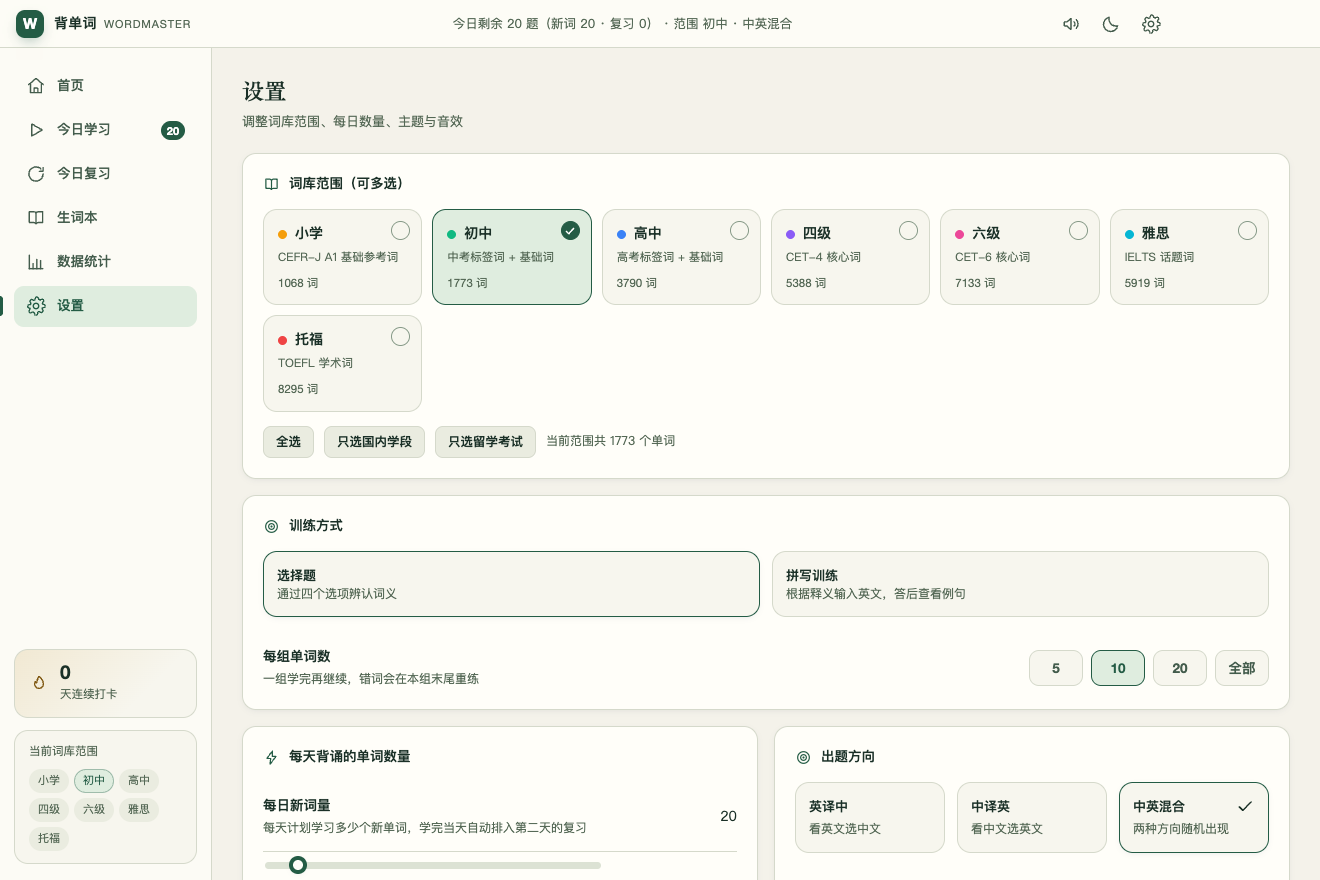 W 背单词 WORDMASTER
今日剩余 20 题（新词 20 · 复习 0） · 范围 初中 · 中英混合
首页
今日学习 20
今日复习
生词本
数据统计
设置
0
天连续打卡
当前词库范围
小学 初中 高中
四级 六级 雅思
托福
设置
调整词库范围、每日数量、主题与音效
词库范围（可多选）
小学
CEFR-J A1 基础参考词
1068 词
初中
中考标签词 + 基础词
1773 词
高中
高考标签词 + 基础词
3790 词
四级
CET-4 核心词
5388 词
六级
CET-6 核心词
7133 词
雅思
IELTS 话题词
5919 词
托福
TOEFL 学术词
8295 词
全选 只选国内学段 只选留学考试 当前范围共 1773 个单词
训练方式
选择题
通过四个选项辨认词义
拼写训练
根据释义输入英文，答后查看例句
每组单词数
一组学完再继续，错词会在本组末尾重练
5 10 20 全部
每天背诵的单词数量
每日新词量
每天计划学习多少个新单词，学完当天自动排入第二天的复习
20
出题方向
英译中
看英文选中文
中译英
看中文选英文
中英混合
两种方向随机出现